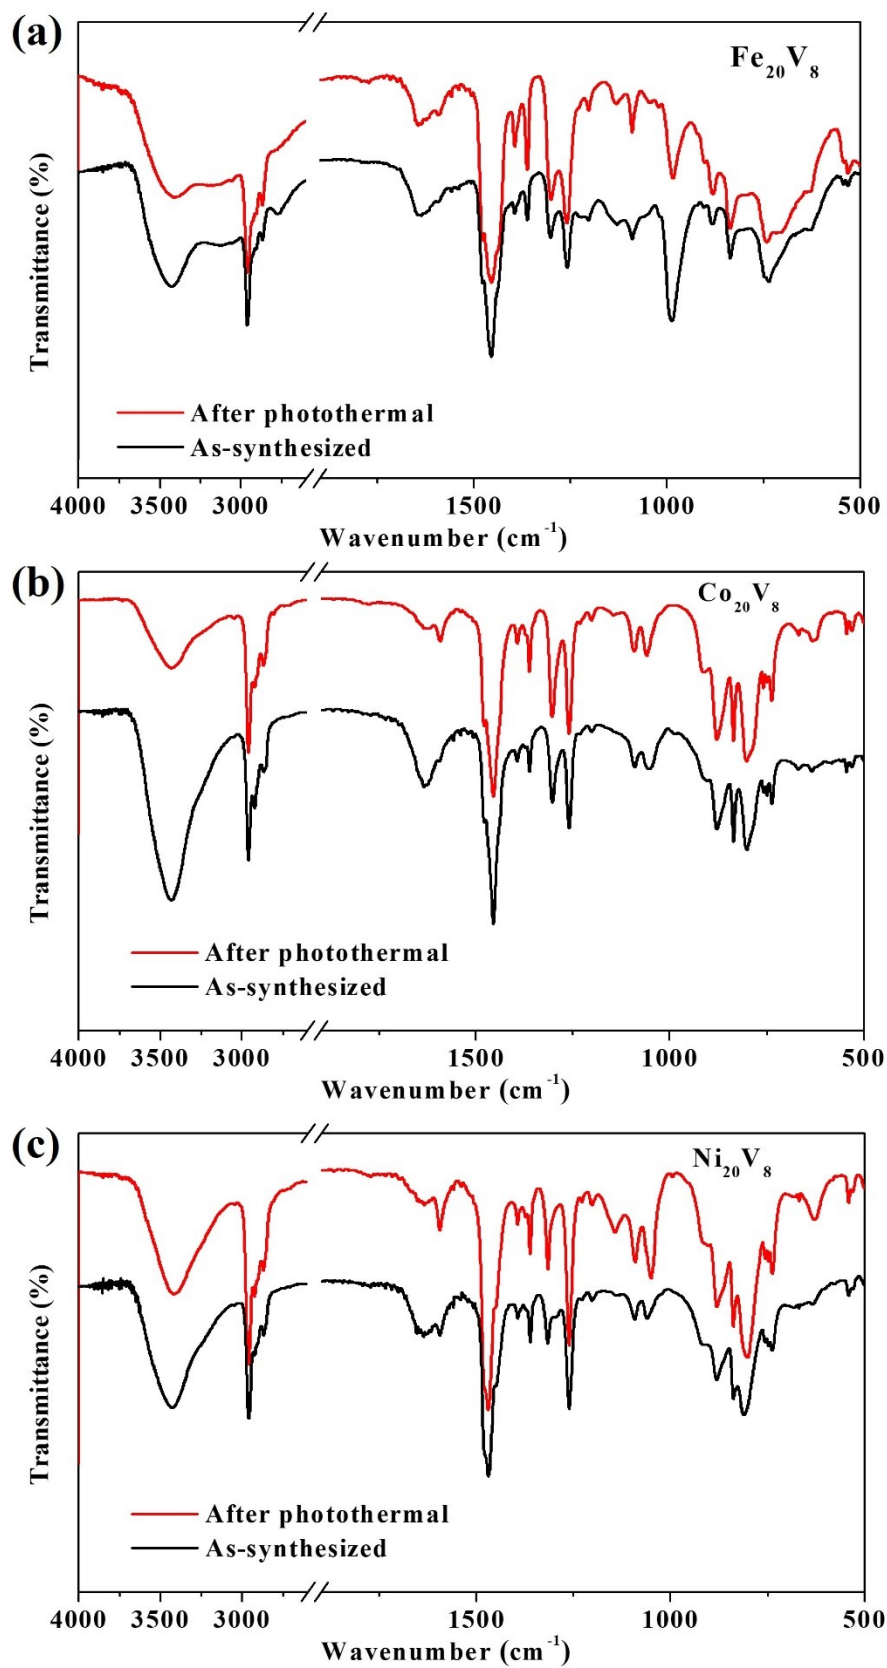 (a)
Fe₂₀V₈
Transmittance (%)
After photothermal
As-synthesized
4000 3500 3000 1500 1000 500
Wavenumber (cm⁻¹)
(b)
Co₂₀V₈
Transmittance (%)
After photothermal
As-synthesized
4000 3500 3000 1500 1000 500
Wavenumber (cm⁻¹)
(c)
Ni₂₀V₈
Transmittance (%)
After photothermal
As-synthesized
4000 3500 3000 1500 1000 500
Wavenumber (cm⁻¹)